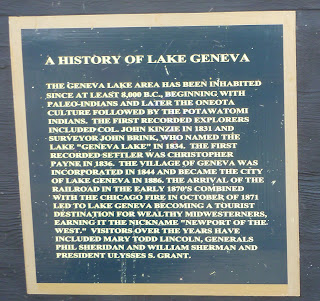 A HISTORY OF LAKE GENEVA
THE GENEVA LAKE AREA HAS BEEN INHABITED
SINCE AT LEAST 8,000 B.C., BEGINNING WITH
PALEO-INDIANS AND LATER THE ONEOTA
CULTURE FOLLOWED BY THE POTAWATOMI
INDIANS. THE FIRST RECORDED EXPLORERS
INCLUDED COL. JOHN KINZIE IN 1831 AND
SURVEYOR JOHN BRINK, WHO NAMED THE
LAKE "GENEVA LAKE" IN 1834. THE FIRST
RECORDED SETTLER WAS CHRISTOPHER
PAYNE IN 1836. THE VILLAGE OF GENEVA WAS
INCORPORATED IN 1844 AND BECAME THE CITY
OF LAKE GENEVA IN 1886. THE ARRIVAL OF THE
RAILROAD IN THE EARLY 1870'S COMBINED
WITH THE CHICAGO FIRE IN OCTOBER OF 1871
LED TO LAKE GENEVA BECOMING A TOURIST
DESTINATION FOR WEALTHY MIDWESTERNERS,
EARNING IT THE NICKNAME "NEWPORT OF THE
WEST." VISITORS OVER THE YEARS HAVE
INCLUDED MARY TODD LINCOLN, GENERALS
PHIL SHERIDAN AND WILLIAM SHERMAN AND
PRESIDENT ULYSSES S. GRANT.